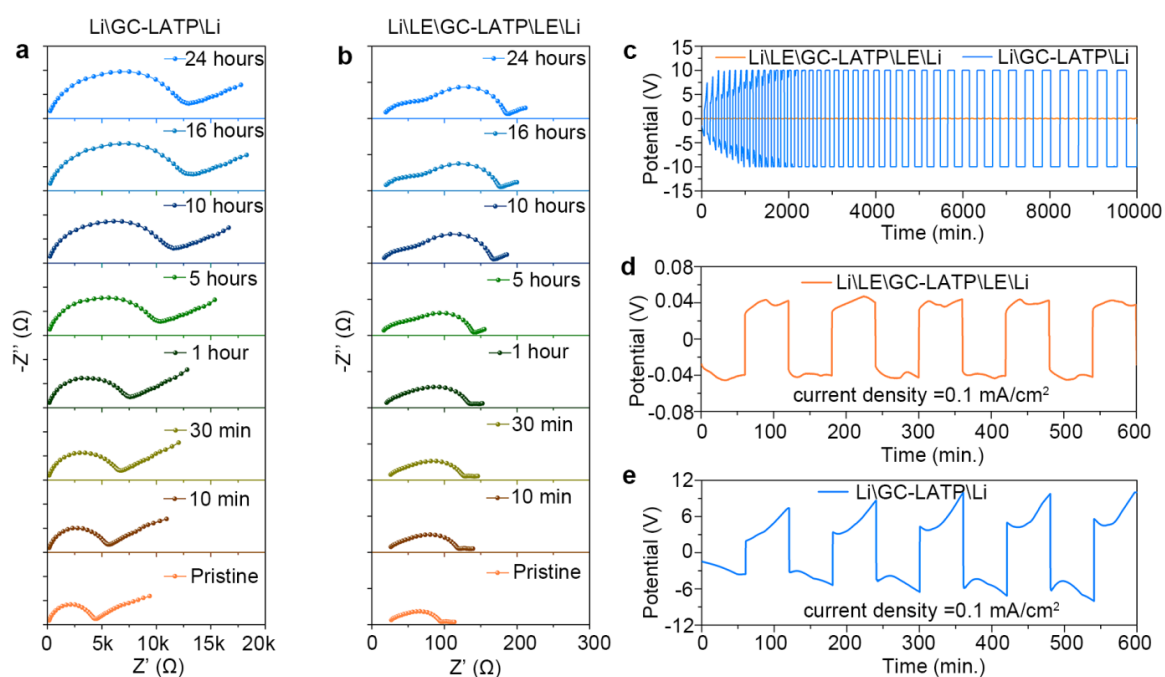 a
Li\GC-LATP\Li
24 hours
16 hours
10 hours
5 hours
1 hour
30 min
10 min
Pristine
-Z'' (Ω)
0 5k 10k 15k 20k
Z' (Ω)
b
Li\LE\GC-LATP\LE\Li
24 hours
16 hours
10 hours
5 hours
1 hour
30 min
10 min
Pristine
-Z'' (Ω)
0 100 200 300
Z' (Ω)
c
Li\LE\GC-LATP\LE\Li Li\GC-LATP\Li
Potential (V)
15
10
5
0
-5
-10
-15
0 2000 4000 6000 8000 10000
Time (min.)
d
Li\LE\GC-LATP\LE\Li
Potential (V)
0.08
0.04
0
-0.04
-0.08
current density =0.1 mA/cm²
0 100 200 300 400 500 600
Time (min.)
e
Li\GC-LATP\Li
Potential (V)
12
6
0
-6
-12
current density =0.1 mA/cm²
0 100 200 300 400 500 600
Time (min.)